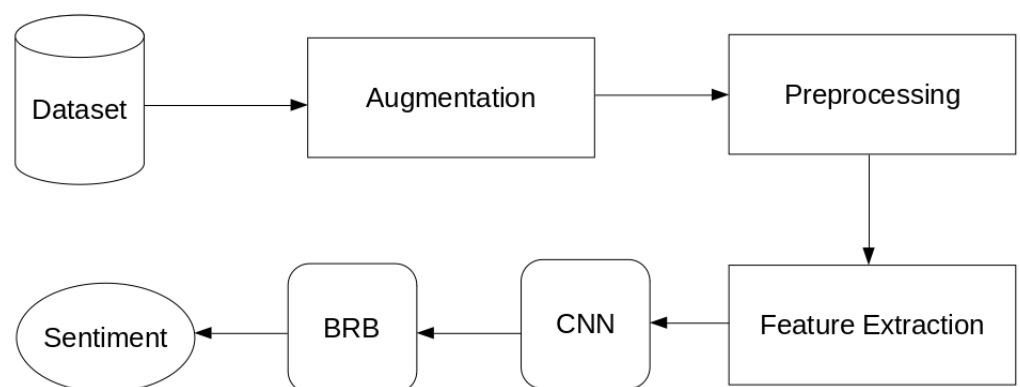 Dataset
Augmentation
Preprocessing
Feature Extraction
CNN
BRB
Sentiment